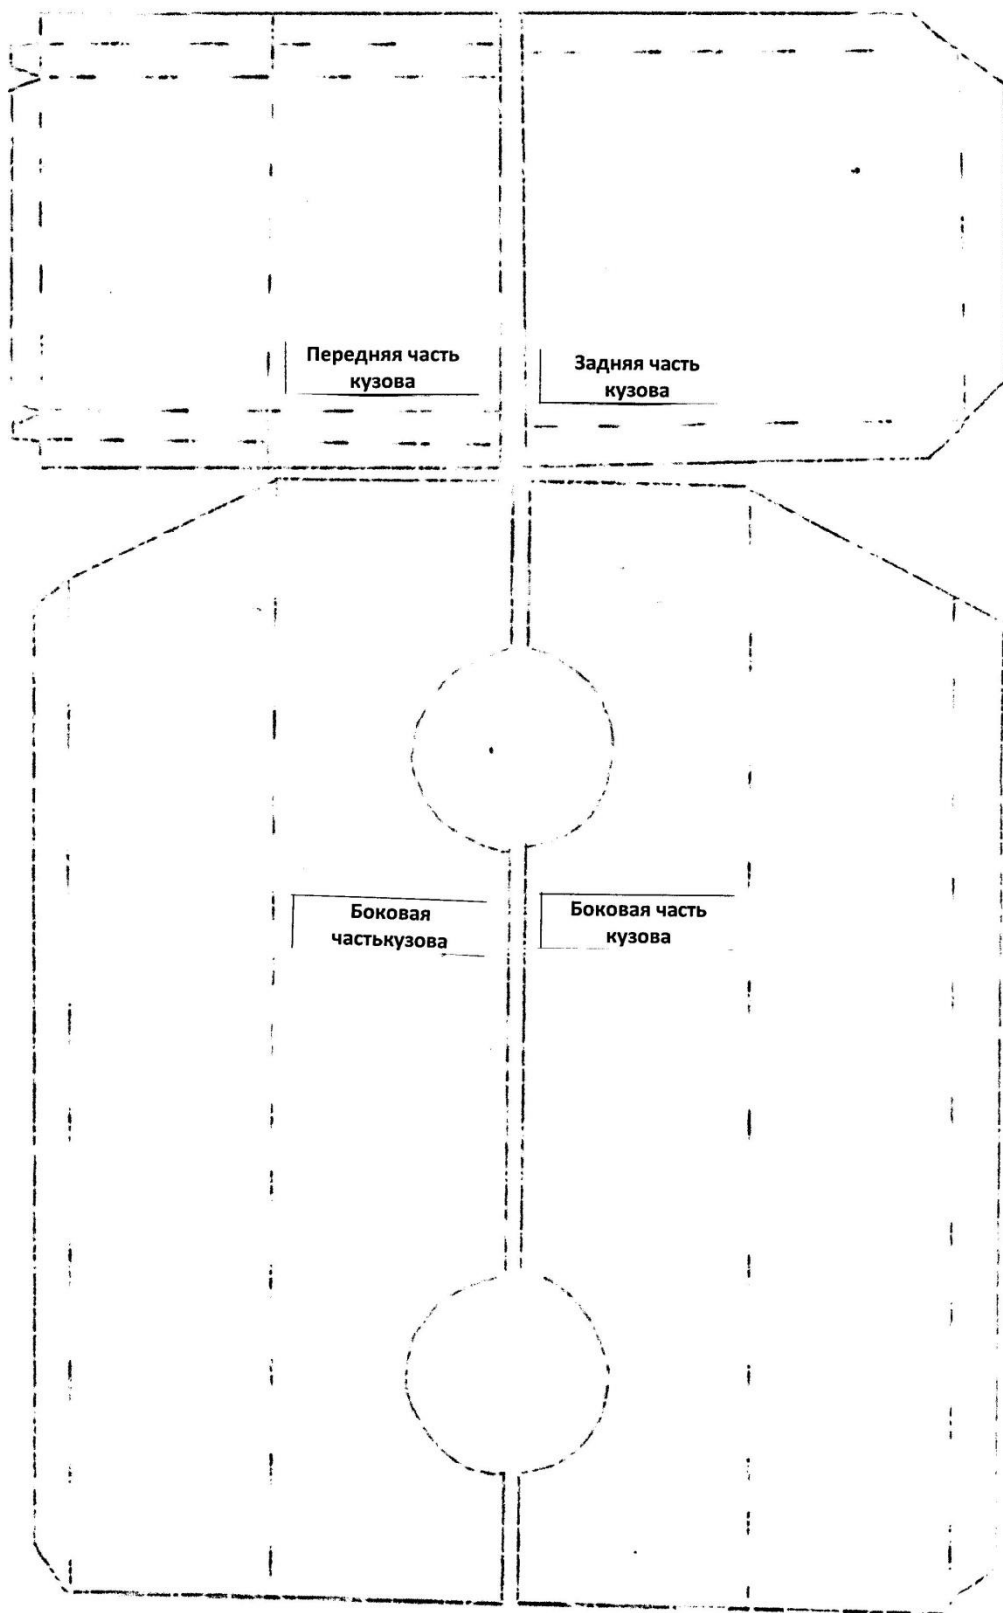 Передняя часть
кузова
Задняя часть
кузова
Боковая
частькузова
Боковая часть
кузова